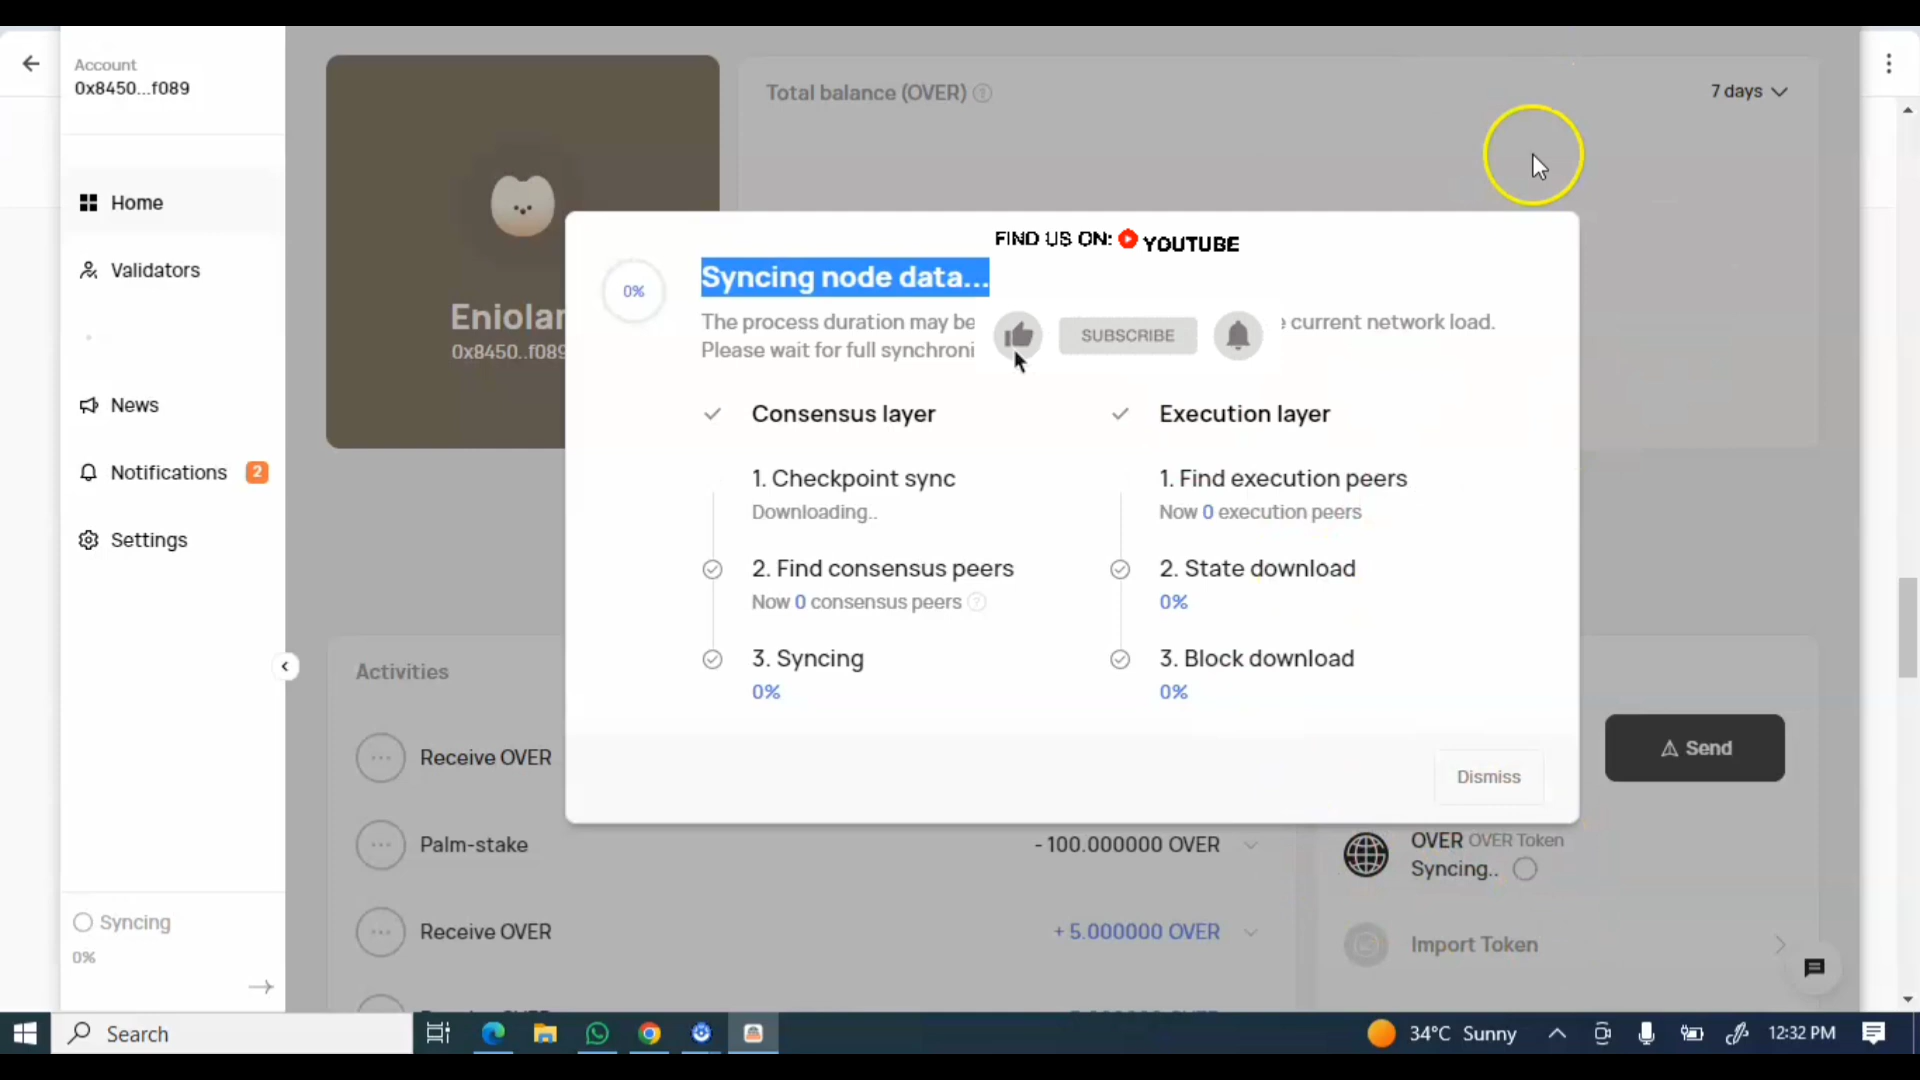 Account
0x8450...f089
Home
Validators
News
Notifications 2
Settings
Syncing
0%
Total balance (OVER)
7 days
0x8450..f089
FIND US ON: YOUTUBE
0%
Syncing node data...
The process duration may be
current network load.
Please wait for full
SUBSCRIBE
Consensus layer
1. Checkpoint sync
Downloading..
2. Find consensus peers
Now 0 consensus peers
3. Syncing
0%
Execution layer
1. Find execution peers
Now 0 execution peers
2. State download
0%
3. Block download
0%
Dismiss
Activities
Receive OVER
Palm-stake
- 100.000000 OVER
Receive OVER
+ 5.000000 OVER
Send
OVER OVER Token
Syncing..
Import Token
Search
34°C Sunny
12:32 PM